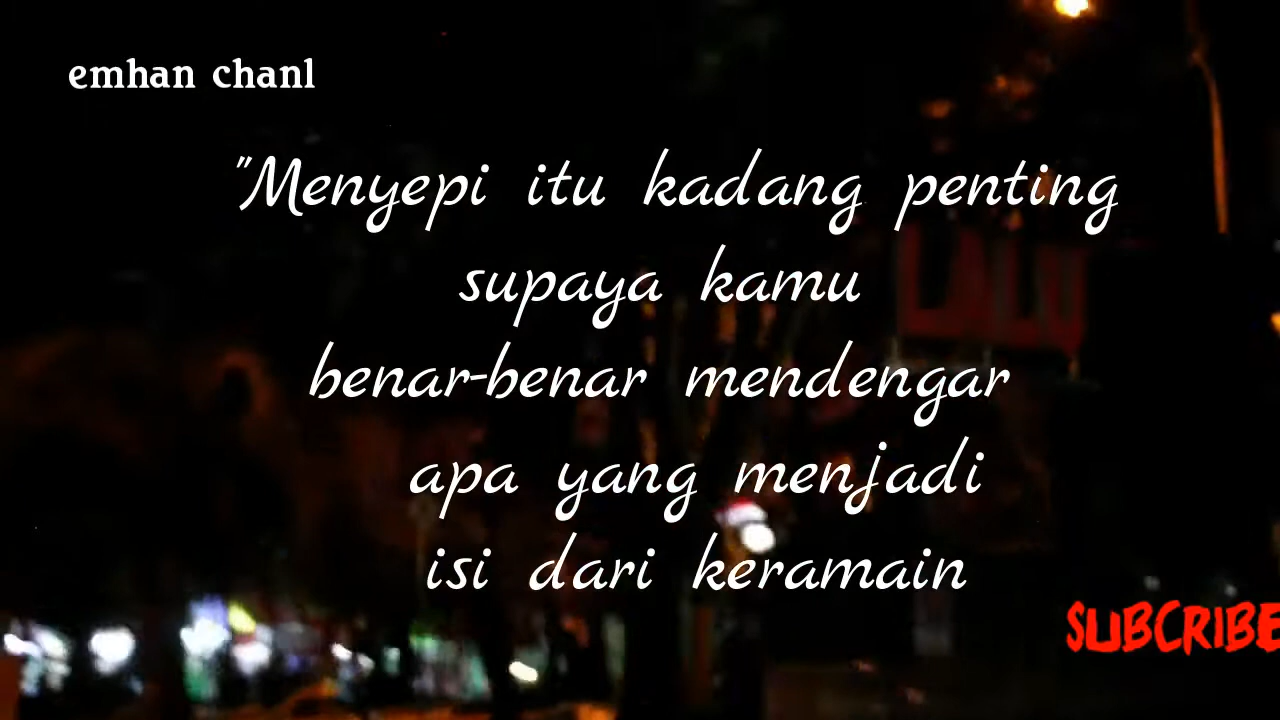 emhan chanl
"Menyepi itu kadang penting
supaya kamu
benar-benar mendengar
apa yang menjadi
isi dari keramain
SUBCRIBE